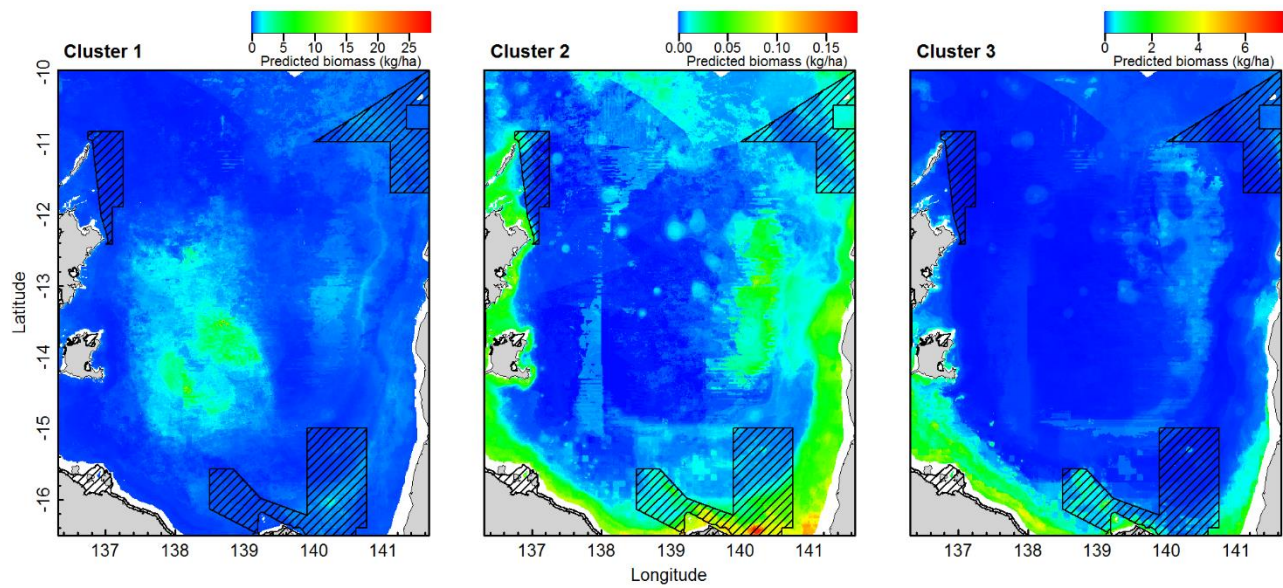 Cluster 1
0 5 10 15 20 25
Predicted biomass (kg/ha)
Cluster 2
0.00 0.05 0.10 0.15
Predicted biomass (kg/ha)
Cluster 3
0 2 4 6
Predicted biomass (kg/ha)
Latitude
-10
-11
-12
-13
-14
-15
-16
137 138 139 140 141
137 138 139 140 141
137 138 139 140 141
Longitude